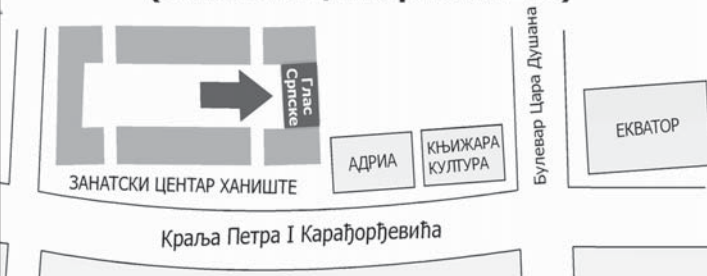 Глас
Српске
ЗАНАТСКИ ЦЕНТАР ХАНИШТЕ
АДРИА
КЊИЖАРА
КУЛТУРА
Булевар Цара Душана
ЕКВАТОР
Краља Петра I Карађорђевића